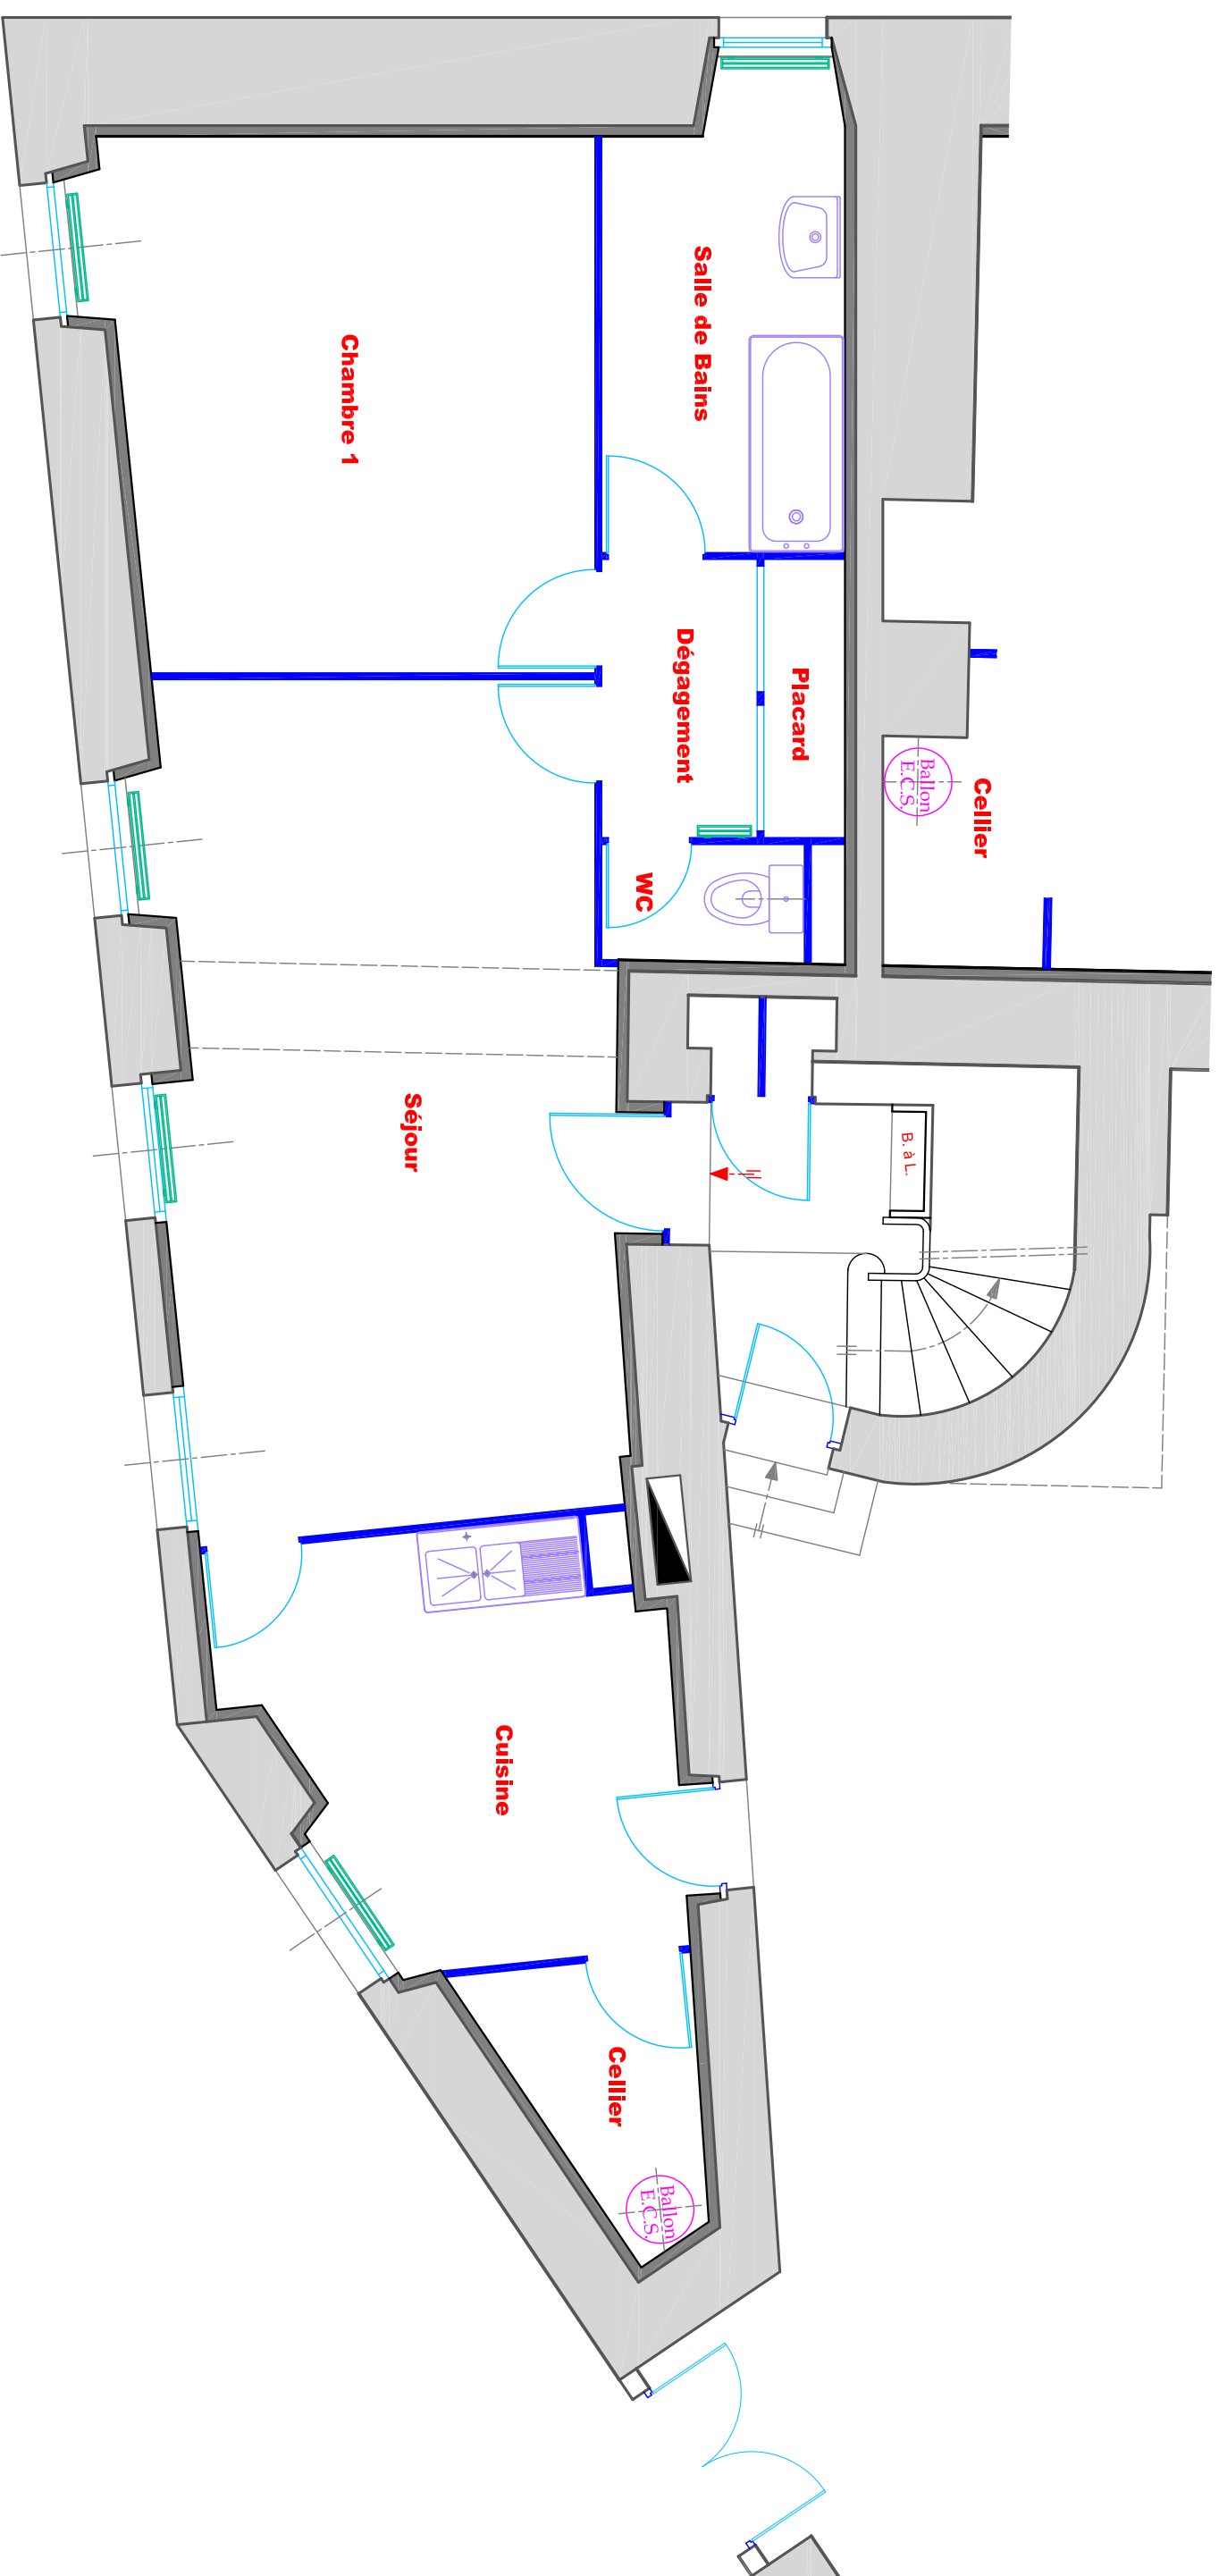 Salle de Bains
Chambre 1
Dégagement
Placard
Cellier
Ballon
E.C.S.
WC
Séjour
B. à L.
Cuisine
Cellier
Ballon
E.C.S.